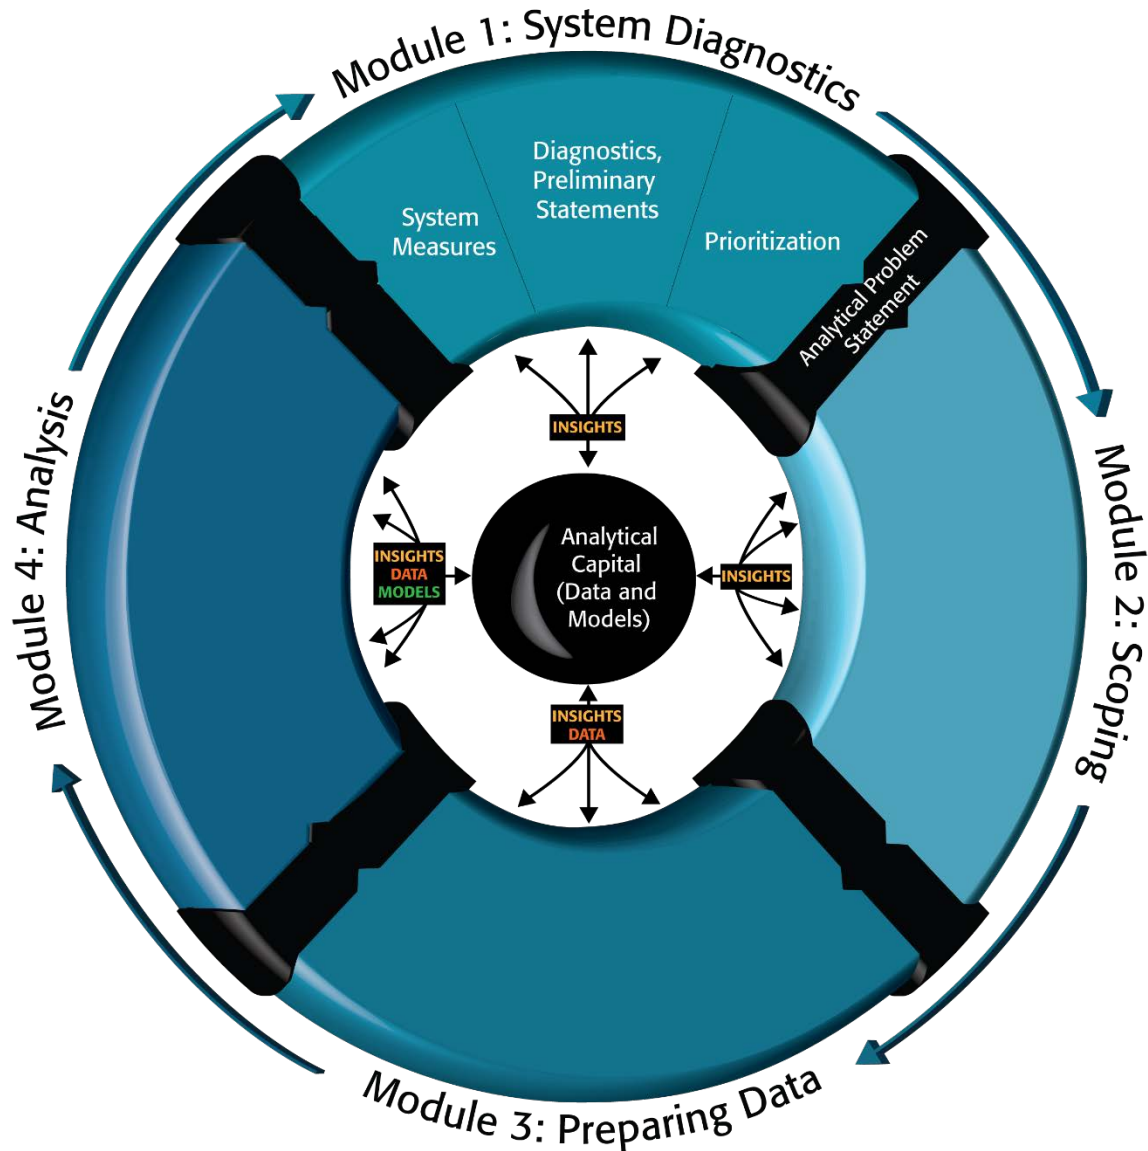 Module 1: System Diagnostics
Diagnostics,
Preliminary
Statements
System
Measures
Prioritization
Analytical Problem
Statement
INSIGHTS
Module 4: Analysis
INSIGHTS
DATA
MODELS
Analytical
Capital
(Data and
Models)
INSIGHTS
Module 2: Scoping
INSIGHTS
DATA
Module 3: Preparing Data